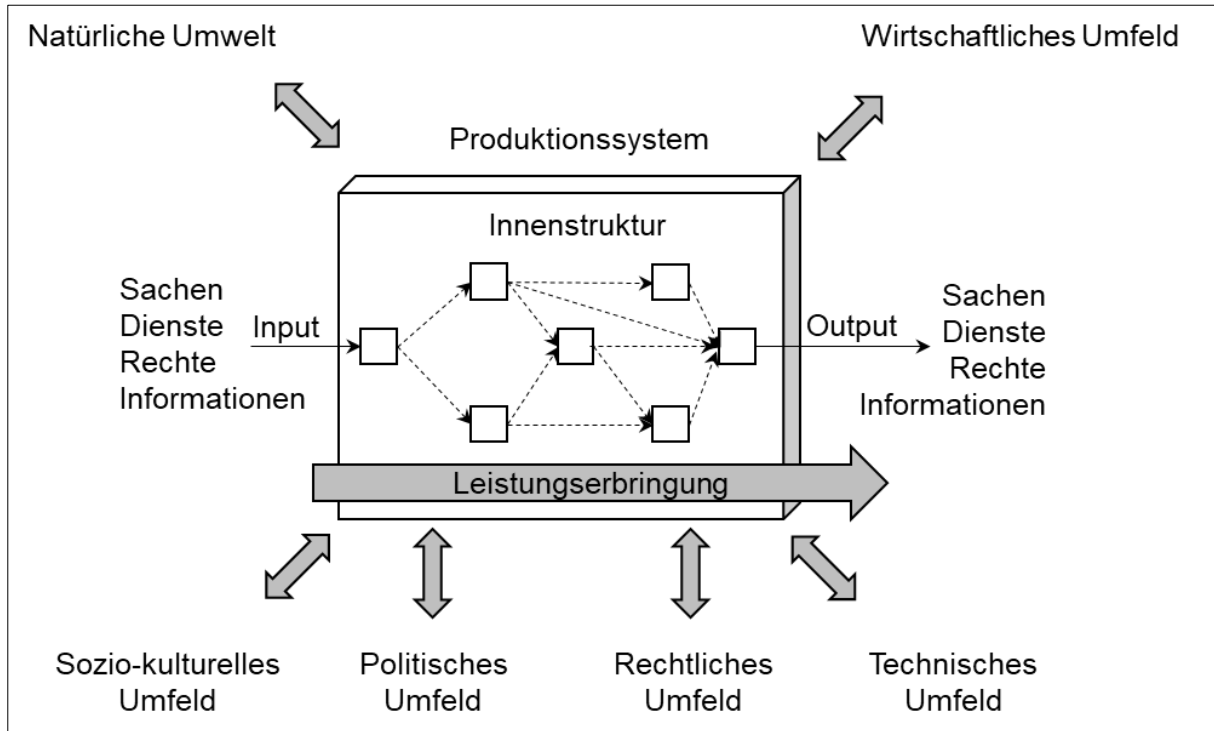 Natürliche Umwelt
Wirtschaftliches Umfeld
Produktionssystem
Innenstruktur
Sachen
Dienste
Rechte
Informationen
Input
Output
Sachen
Dienste
Rechte
Informationen
Leistungserbringung
Sozio-kulturelles
Umfeld
Politisches
Umfeld
Rechtliches
Umfeld
Technisches
Umfeld